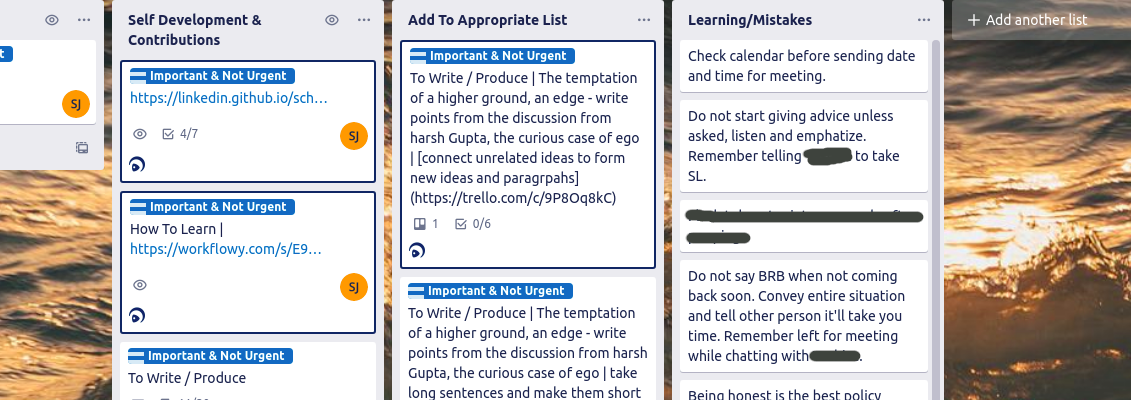 t
SJ
Self Development &
Contributions
Important & Not Urgent
https://linkedin.github.io/sch...
4/7
SJ
Important & Not Urgent
How To Learn |
https://workflowy.com/s/E9...
SJ
Important & Not Urgent
To Write / Produce
Add To Appropriate List
Important & Not Urgent
To Write / Produce | The temptation
of a higher ground, an edge - write
points from the discussion from
harsh Gupta, the curious case of ego
| [connect unrelated ideas to form
new ideas and paragrpahs]
(https://trello.com/c/9P8Oq8kC)
1 0/6
Important & Not Urgent
To Write / Produce | The temptation
of a higher ground, an edge - write
points from the discussion from harsh
Gupta, the curious case of ego | take
long sentences and make them short
Learning/Mistakes
Check calendar before sending date
and time for meeting.
Do not start giving advice unless
asked, listen and emphatize.
Remember telling to take
SL.
Do not say BRB when not coming
back soon. Convey entire situation
and tell other person it'll take you
time. Remember left for meeting
while chatting with .
Being honest is the best policy
+ Add another list